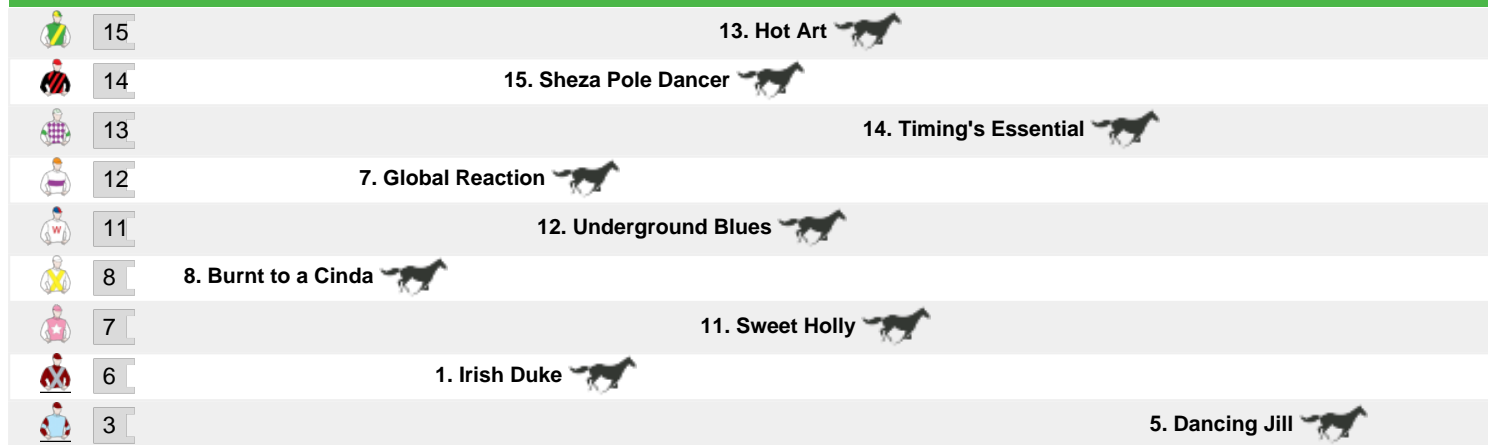 15 13. Hot Art
14 15. Sheza Pole Dancer
13 14. Timing's Essential
12 7. Global Reaction
W 11 12. Underground Blues
8 8. Burnt to a Cinda
7 11. Sweet Holly
6 1. Irish Duke
3 5. Dancing Jill